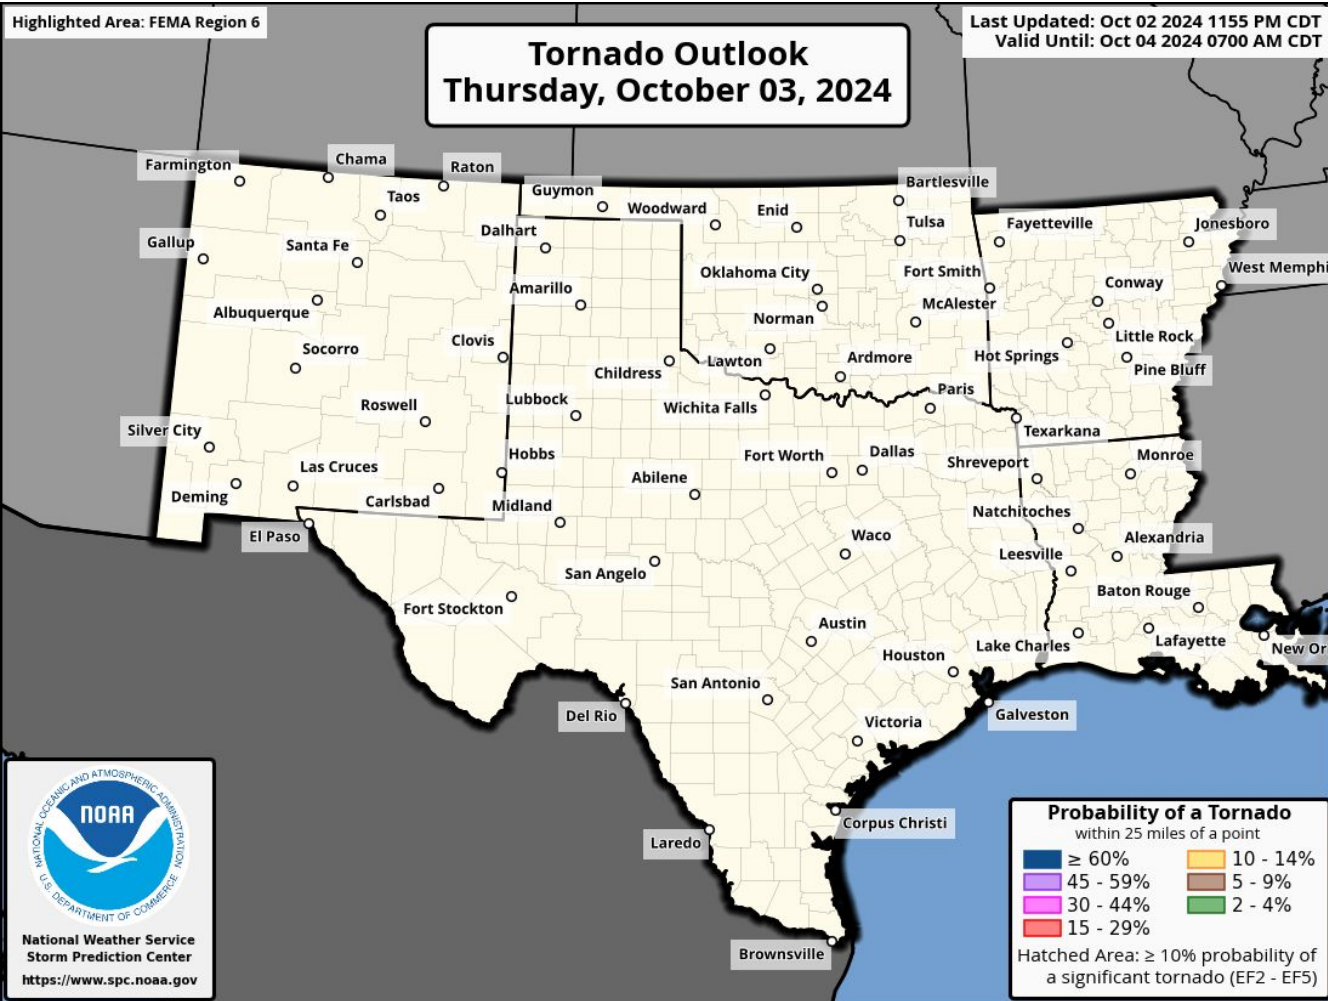 Highlighted Area: FEMA Region 6
Last Updated: Oct 02 2024 1155 PM CDT
Valid Until: Oct 04 2024 0700 AM CDT
Tornado Outlook
Thursday, October 03, 2024
Farmington
Chama
Raton
Taos
Guymon
Woodward
Enid
Bartlesville
Tulsa
Fayetteville
Jonesboro
Gallup
Santa Fe
Dalhart
Oklahoma City
Fort Smith
West Memphi
Amarillo
Conway
Albuquerque
McAlester
Norman
Little Rock
Socorro
Clovis
Childress
Lawton
Ardmore
Hot Springs
Pine Bluff
Roswell
Lubbock
Wichita Falls
Paris
Silver City
Texarkana
Las Cruces
Hobbs
Abilene
Fort Worth
Dallas
Shreveport
Monroe
Deming
Carlsbad
Midland
Natchitoches
El Paso
Waco
Leesville
Alexandria
San Angelo
Fort Stockton
Baton Rouge
Austin
Houston
Lake Charles
Lafayette
New Or
San Antonio
Del Rio
Victoria
Galveston
Corpus Christi
Laredo
Brownsville
NATIONAL OCEANIC AND ATMOSPHERIC ADMINISTRATION
NOAA
U.S. DEPARTMENT OF COMMERCE
National Weather Service
Storm Prediction Center
https://www.spc.noaa.gov
Probability of a Tornado
within 25 miles of a point
≥ 60%
45 - 59%
30 - 44%
15 - 29%
10 - 14%
5 - 9%
2 - 4%
Hatched Area: ≥ 10% probability of
a significant tornado (EF2 - EF5)